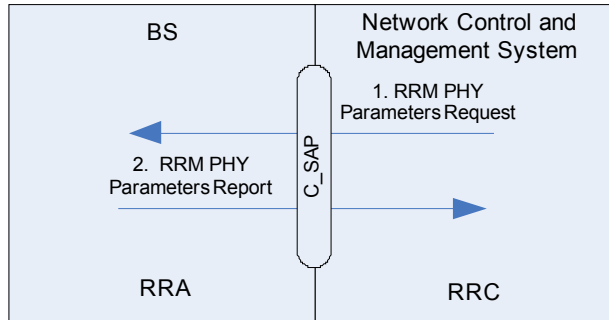 BS
Network Control and
Management System
1. RRM PHY
Parameters Request
2. RRM PHY
Parameters Report
C_SAP
RRA
RRC